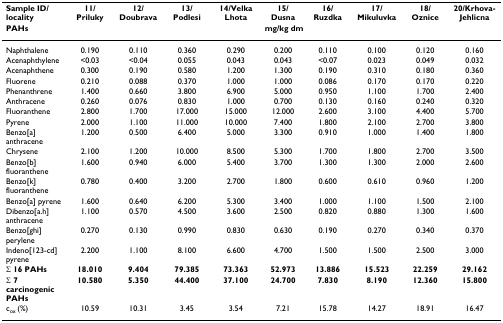 Sample ID/ 11/ 12/ 13/ 14/Velka 15/ 16/ 17/ 18/ 20/Krhova-
locality Priluky Doubrava Podlesi Lhota Dusna Ruzdka Mikuluvka Oznice Jehlicna
PAHs mg/kg dm
Naphthalene 0.190 0.110 0.360 0.290 0.200 0.110 0.100 0.120 0.160
Acenaphthylene <0.03 <0.04 0.055 0.043 0.043 <0.07 0.023 0.049 0.032
Acenaphthene 0.300 0.190 0.580 1.200 1.300 0.190 0.310 0.180 0.360
Fluorene 0.210 0.088 0.370 1.000 1.000 0.086 0.170 0.170 0.220
Phenanthrene 1.400 0.660 3.800 6.900 5.000 0.950 1.100 1.700 2.400
Anthracene 0.260 0.076 0.830 1.000 0.700 0.130 0.160 0.240 0.320
Fluoranthene 2.800 1.700 17.000 15.000 12.000 2.600 3.100 4.400 5.700
Pyrene 2.000 1.100 11.000 10.000 7.400 1.800 2.100 2.700 3.800
Benzo[a] 1.200 0.500 6.400 5.000 3.300 0.910 1.000 1.400 1.800
anthracene
Chrysene 2.100 1.200 10.000 8.500 5.300 1.700 1.800 2.700 3.500
Benzo[b] 1.600 0.940 6.000 5.400 3.700 1.300 1.300 2.000 2.600
fluoranthene
Benzo[k] 0.780 0.400 3.200 2.700 1.800 0.600 0.610 0.960 1.200
fluoranthene
Benzo[a] pyrene 1.600 0.640 6.200 5.300 3.400 1.000 1.100 1.500 2.100
Dibenzo[a.h] 1.100 0.570 4.500 3.600 2.500 0.820 0.880 1.300 1.600
anthracene
Benzo[ghi] 0.270 0.130 0.990 0.830 0.630 0.190 0.270 0.340 0.370
perylene
Indeno[123-cd] 2.200 1.100 8.100 6.600 4.700 1.500 1.500 2.500 3.000
pyrene
Σ 16 PAHs 18.010 9.404 79.385 73.363 52.973 13.886 15.523 22.259 29.162
Σ 7 10.580 5.350 44.400 37.100 24.700 7.830 8.190 12.360 15.800
carcinogenic
PAHs
cox (%) 10.59 10.31 3.45 3.54 7.21 15.78 14.27 18.91 16.47